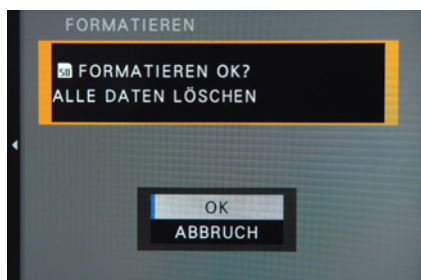 FORMATIEREN
SD FORMATIEREN OK?
ALLE DATEN LÖSCHEN
OK
ABBRUCH